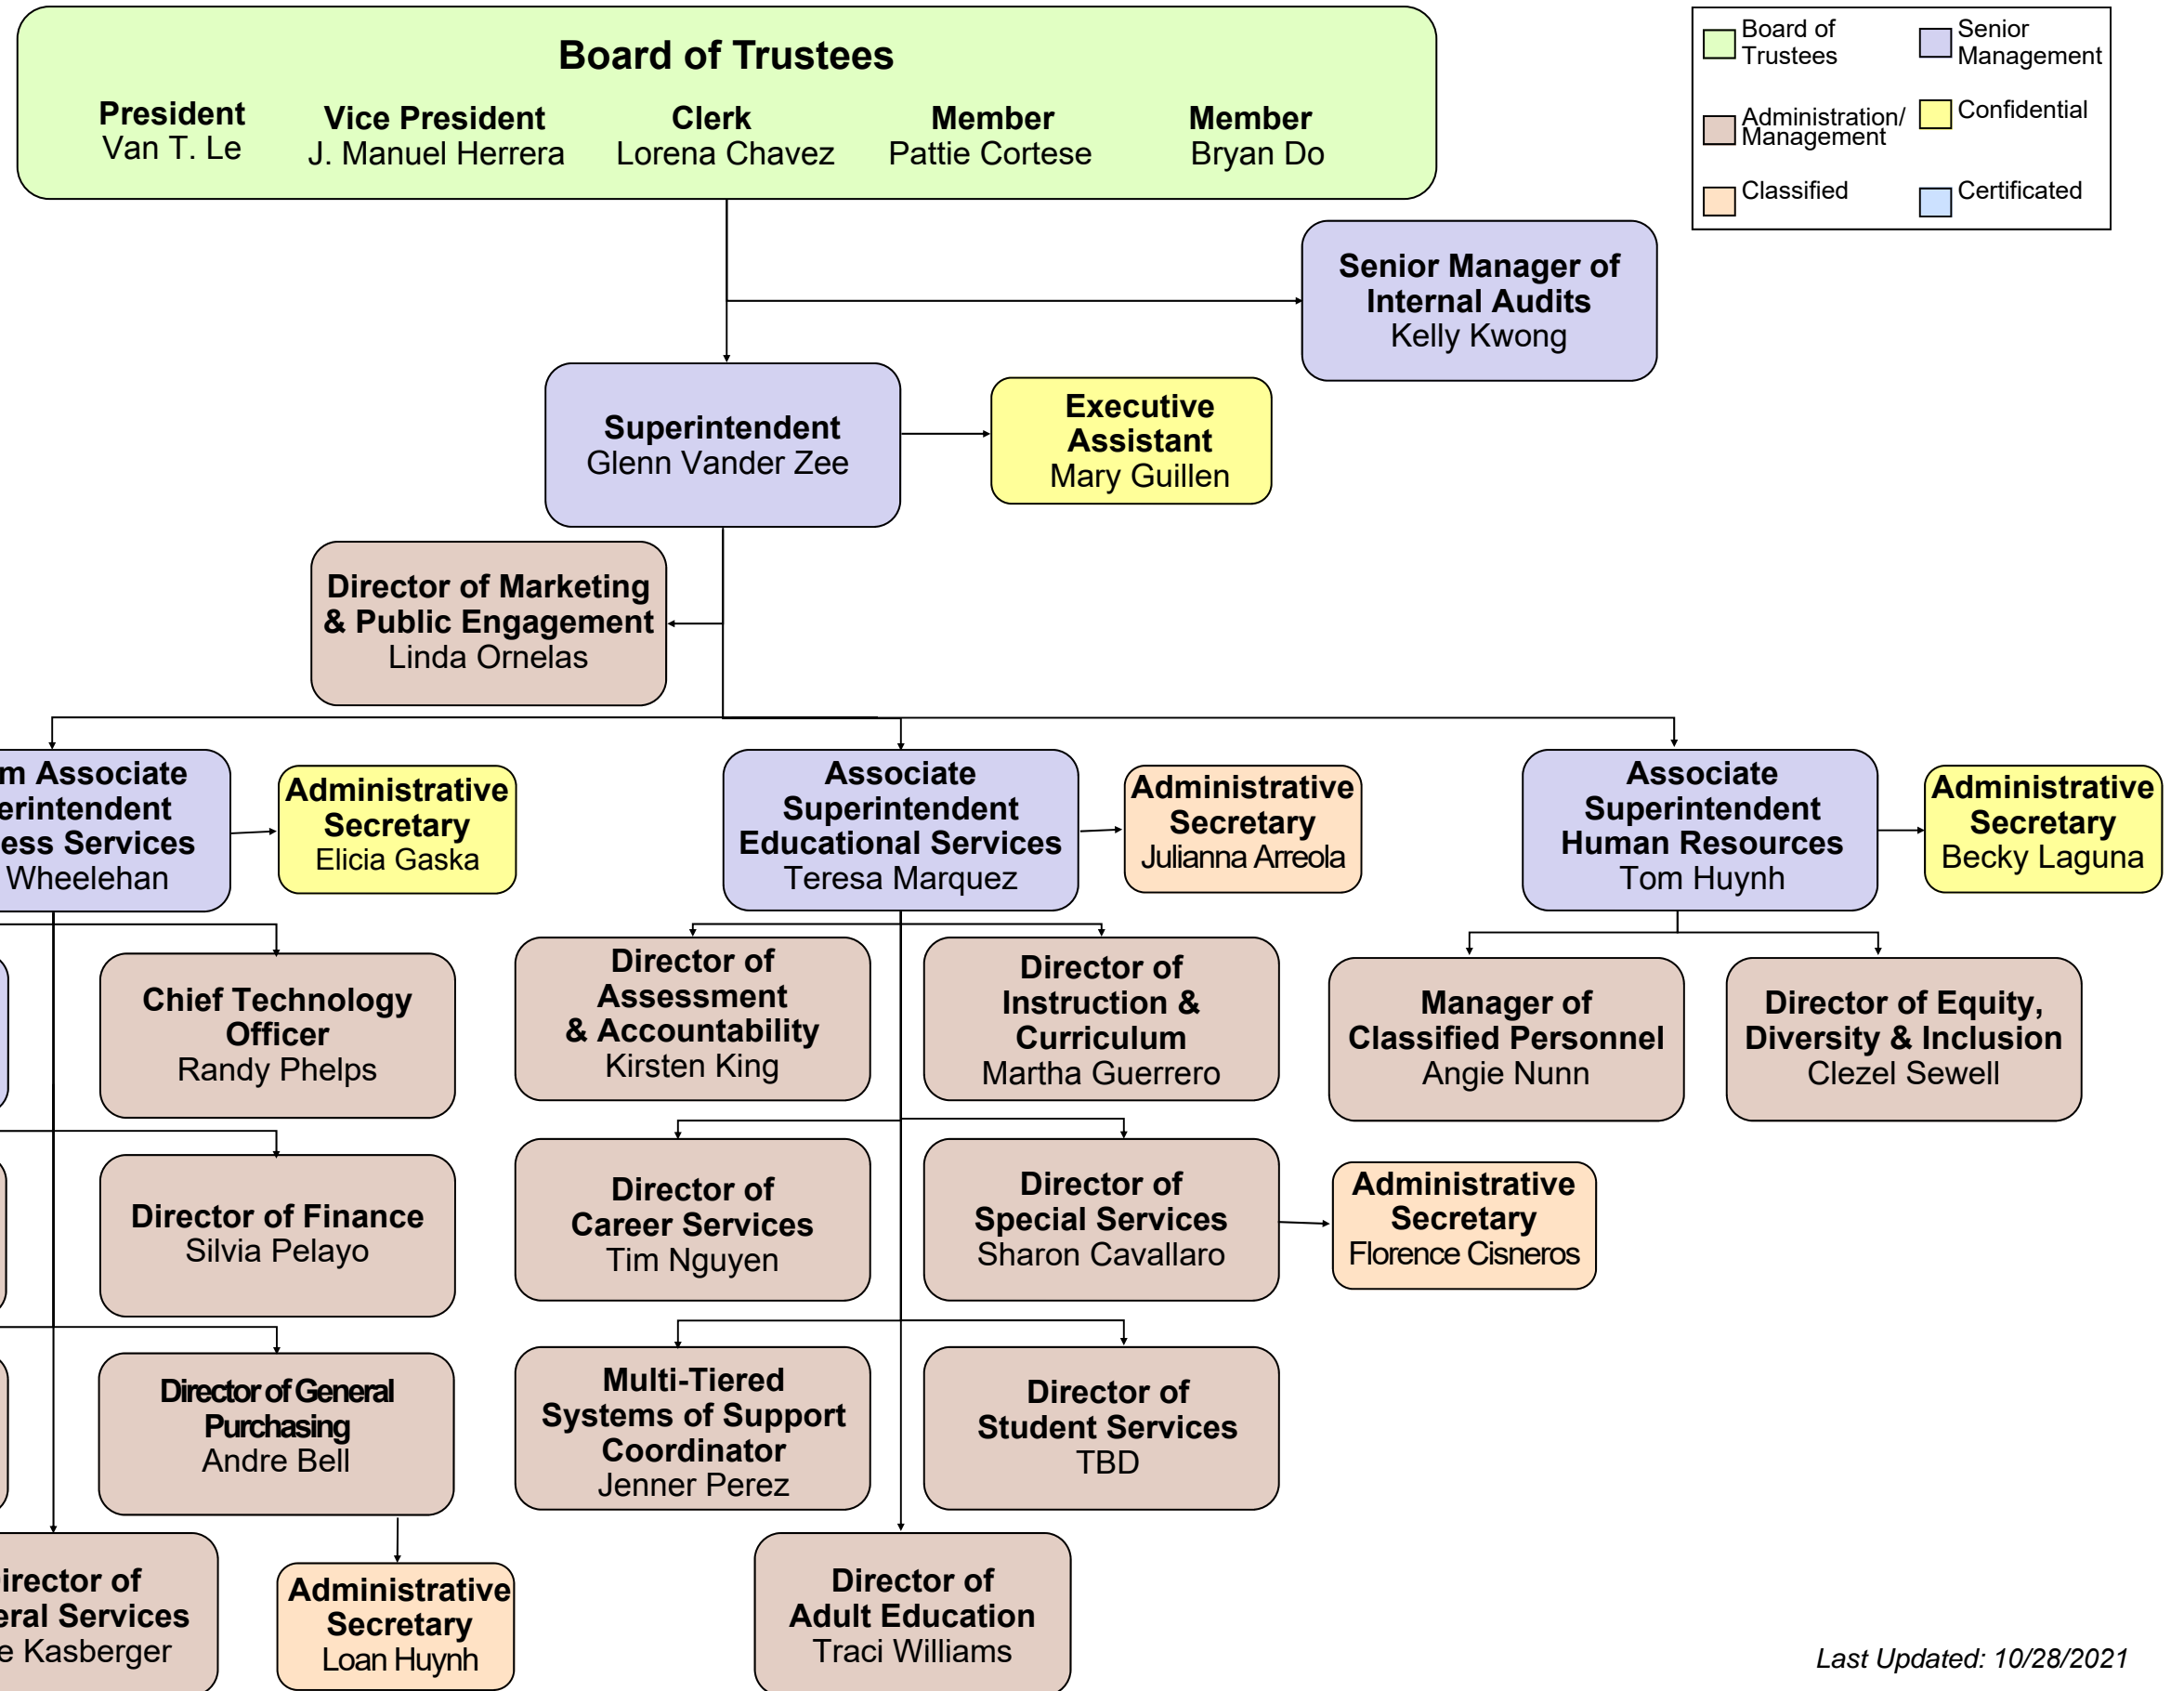 Board of Trustees
President
Van T. Le
Vice President
J. Manuel Herrera
Clerk
Lorena Chavez
Member
Pattie Cortese
Member
Bryan Do
Board of
Trustees
Senior
Management
Administration/
Management
Confidential
Classified
Certificated
Senior Manager of
Internal Audits
Kelly Kwong
Superintendent
Glenn Vander Zee
Executive
Assistant
Mary Guillen
Director of Marketing
& Public Engagement
Linda Ornelas
m Associate
erintendent
ess Services
Wheelehan
Administrative
Secretary
Elicia Gaska
Associate
Superintendent
Educational Services
Teresa Marquez
Administrative
Secretary
Julianna Arreola
Associate
Superintendent
Human Resources
Tom Huynh
Administrative
Secretary
Becky Laguna
Chief Technology
Officer
Randy Phelps
Director of
Assessment
& Accountability
Kirsten King
Director of
Instruction &
Curriculum
Martha Guerrero
Manager of
Classified Personnel
Angie Nunn
Director of Equity,
Diversity & Inclusion
Clezel Sewell
Director of Finance
Silvia Pelayo
Director of
Career Services
Tim Nguyen
Director of
Special Services
Sharon Cavallaro
Administrative
Secretary
Florence Cisneros
Director of General
Purchasing
Andre Bell
Multi-Tiered
Systems of Support
Coordinator
Jenner Perez
Director of
Student Services
TBD
irector of
eral Services
e Kasberger
Administrative
Secretary
Loan Huynh
Director of
Adult Education
Traci Williams
Last Updated: 10/28/2021